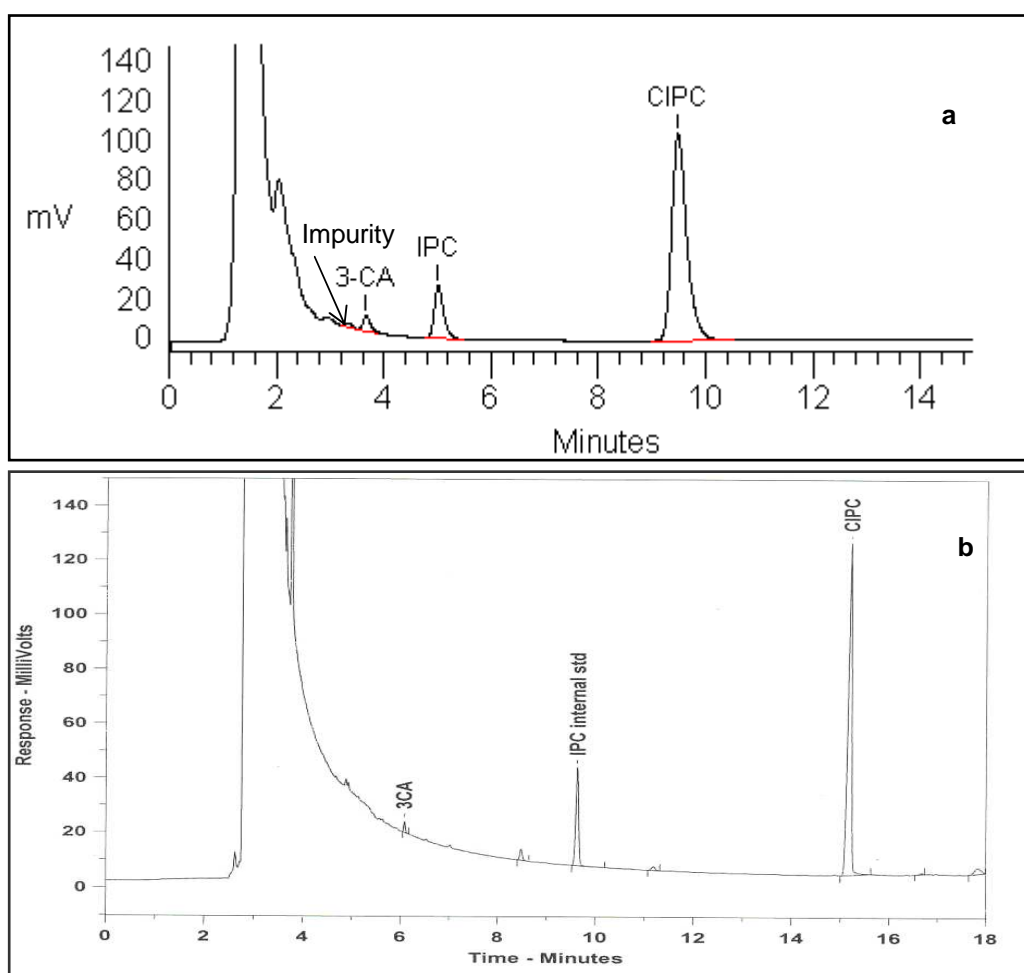 140
CIPC
120
a
100
80
mV
60
Impurity
IPC
40
3-CA
20
0
0 2 4 6 8 10 12 14
Minutes
140
CIPC
b
120
100
Response - MilliVolts
80
IPC internal std
60
40
3CA
20
0
0 2 4 6 8 10 12 14 16 18
Time - Minutes